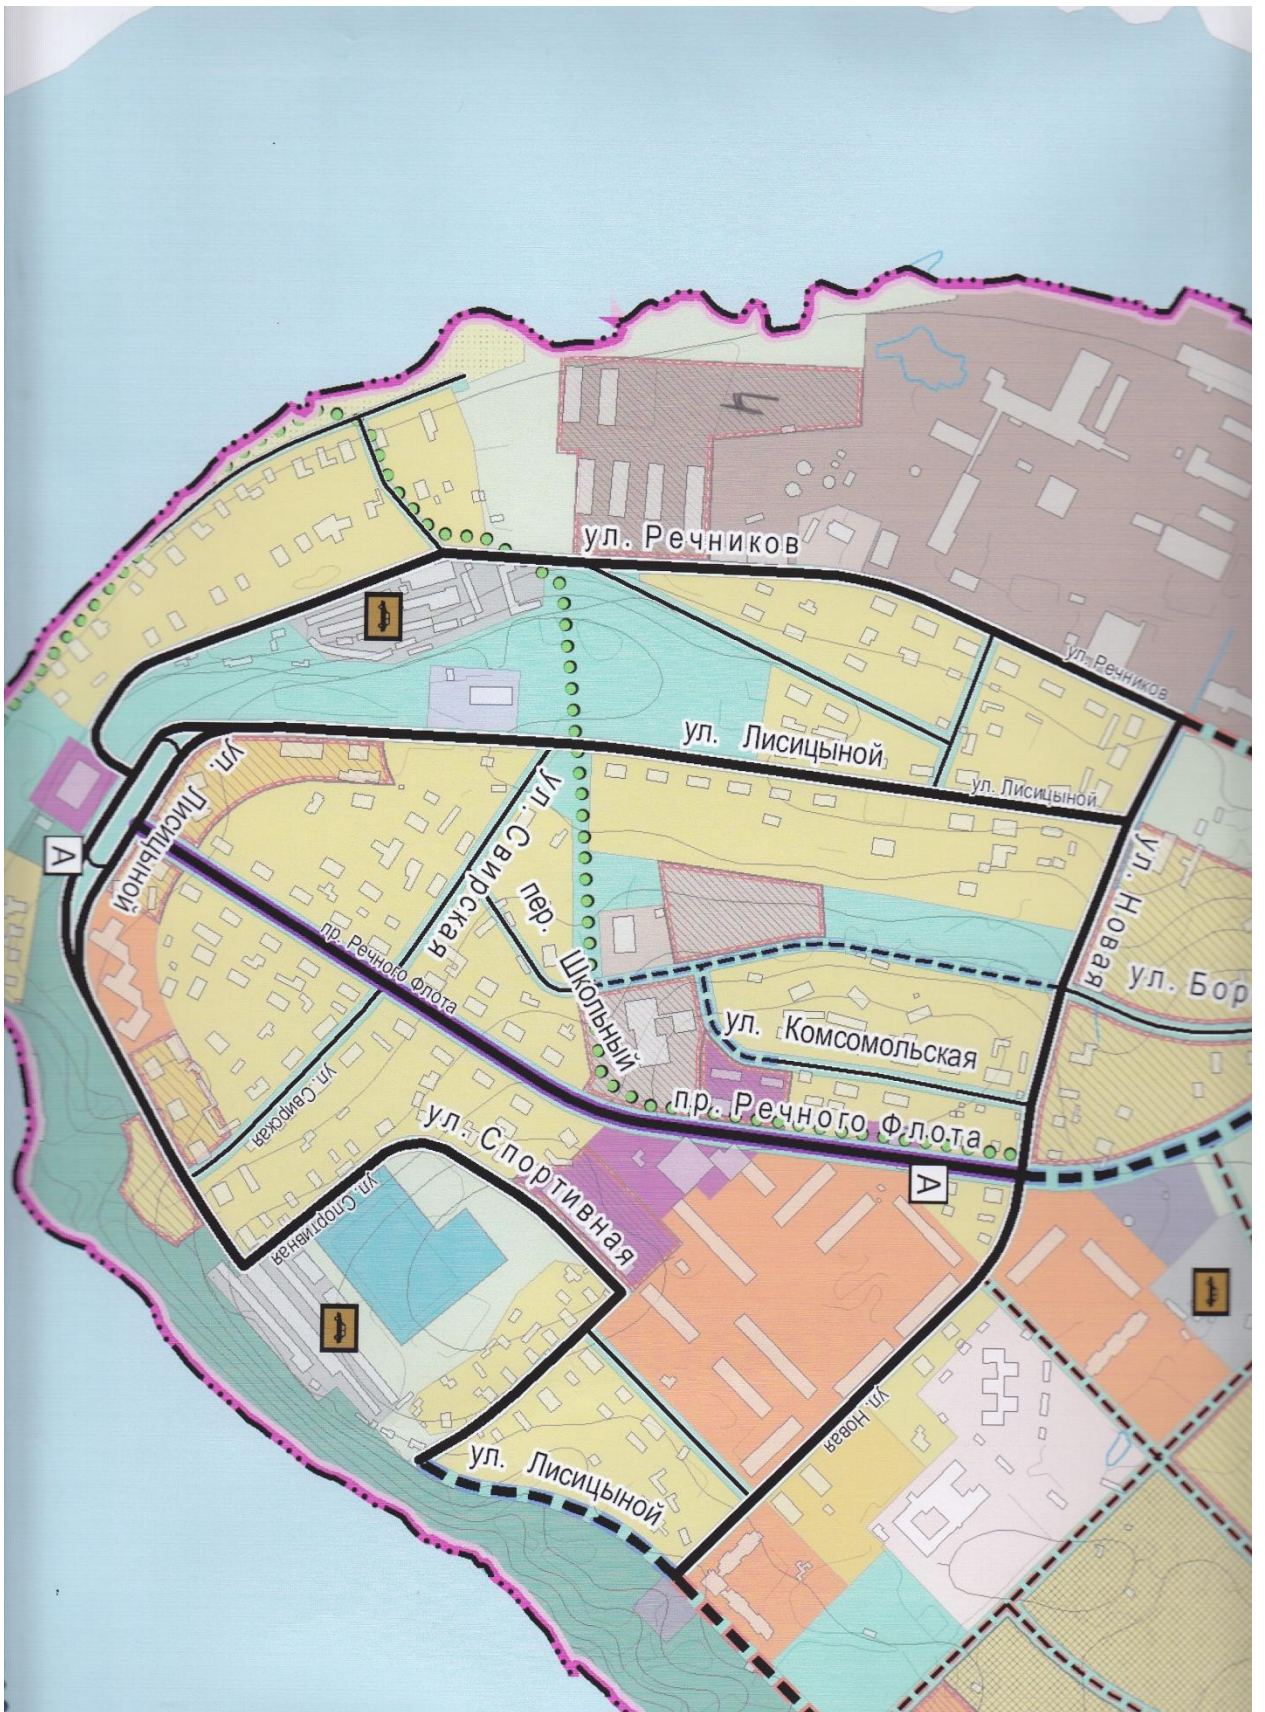 ч
ул. Речников
ул. Речников
ул. Лисицыной
ул. Лисицыной
ул. Лисицыной
ул. Свирская
ул. Новая
А
пр. Речного Флота
пер. Школьный
ул. Бор
ул. Комсомольская
ул. Свирская
пр. Речного Флота
ул. Спортивная
А
ул. Спортивная
ул. Новая
ул. Лисицыной